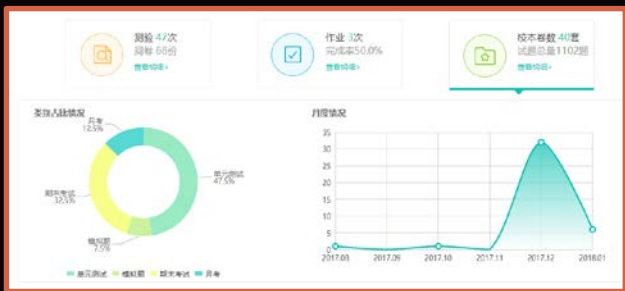 测验 47次
阅卷 68份
查看明细>
作业 3次
完成率50.0%
查看明细>
校本卷数 40套
试题总量1102题
查看明细>
类别占比情况
月考
12.5%
单元测试
47.5%
期末考试
32.5%
模拟题
7.5%
单元测试 模拟题 期末考试 月考
月度情况
35
30
25
20
15
10
5
0
2017.08 2017.09 2017.10 2017.11 2017.12 2018.01